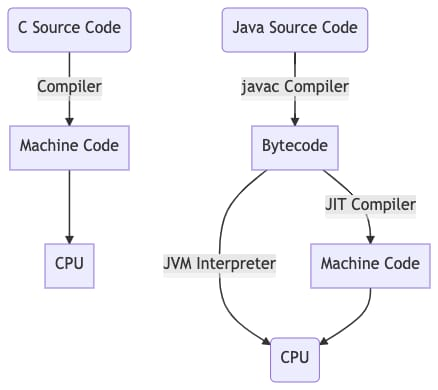 C Source Code
Compiler
Machine Code
CPU
Java Source Code
javac Compiler
Bytecode
JIT Compiler
JVM Interpreter
Machine Code
CPU